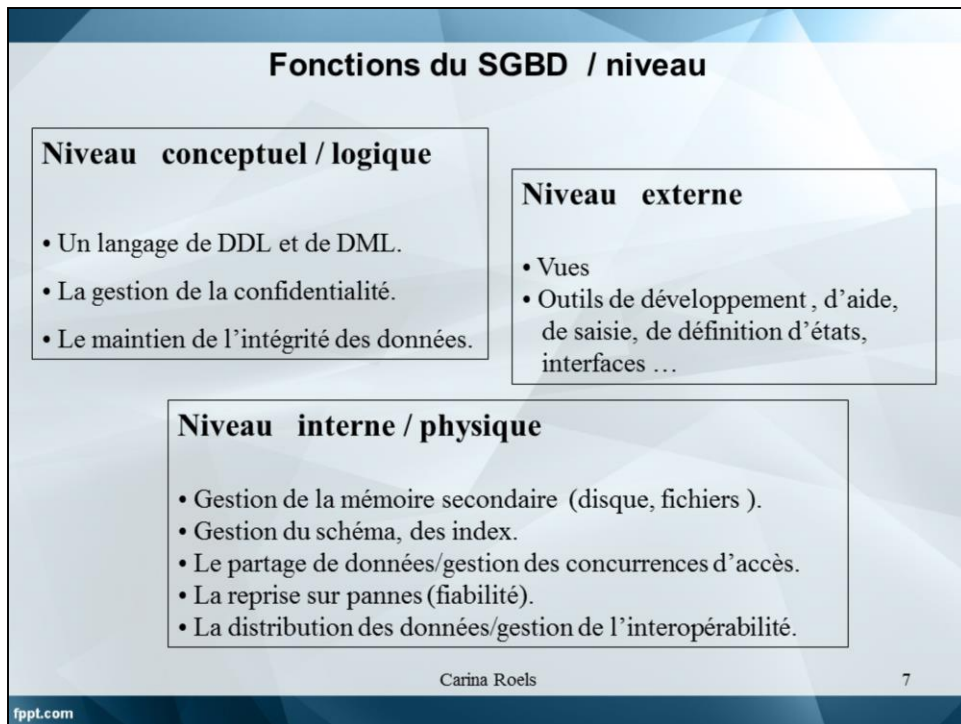 Fonctions du SGBD / niveau
Niveau conceptuel / logique
• Un langage de DDL et de DML.
• La gestion de la confidentialité.
• Le maintien de l'intégrité des données.
Niveau externe
• Vues
• Outils de développement , d'aide,
de saisie, de définition d'états,
interfaces …
Niveau interne / physique
• Gestion de la mémoire secondaire (disque, fichiers ).
• Gestion du schéma, des index.
• Le partage de données/gestion des concurrences d'accès.
• La reprise sur pannes (fiabilité).
• La distribution des données/gestion de l'interopérabilité.
Carina Roels
7
fppt.com